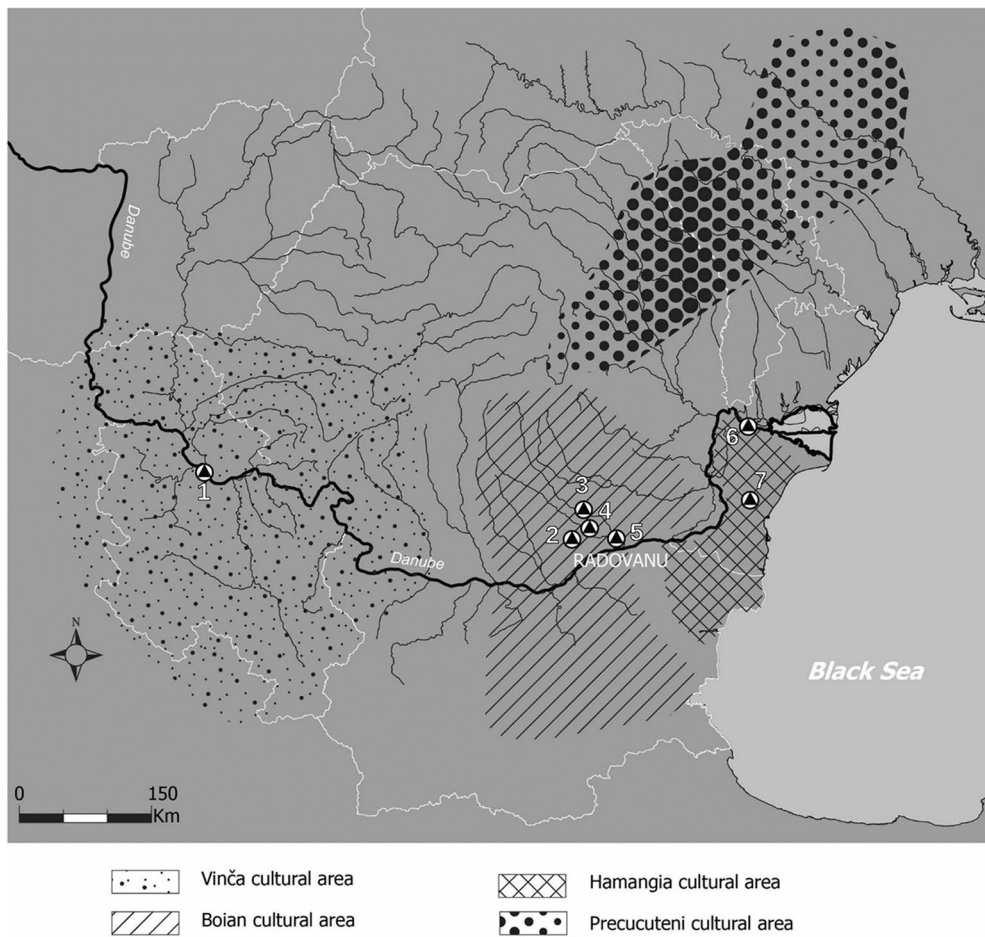 Danube
6
7
3
4
1
2
5
RADOVANU
Danube
N
Black Sea
0 150
Km
Vinča cultural area
Hamangia cultural area
Boian cultural area
Precucuteni cultural area